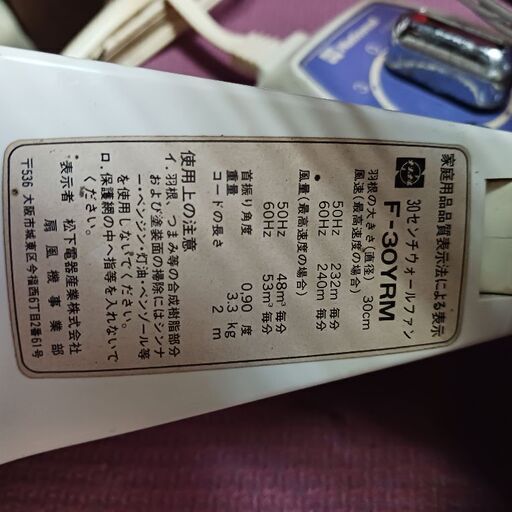 家庭用品品質表示法による表示
30センチウォールファン
F-30YRM
羽根の大きさ(直径) 30cm
風速(最高速度の場合)
50Hz 232m 毎分
60Hz 240m 毎分
風量(最高速度の場合)
50Hz 48m³ 毎分
60Hz 53m³ 毎分
首振り角度 0.90 度
重量 3.3 kg
コードの長さ 2 m
使用上の注意
イ.羽根、つまみ等の合成樹脂部分
および塗装面の掃除にはシンナ
ー・ベンジン・灯油・ベンゾール等
を使用しないでください。
ロ.保護網の中へ指等を入れないで
ください。
表示者 松下電器産業株式会社
扇風機事業部
〒536 大阪市城東区今福西6丁目2番61号
National